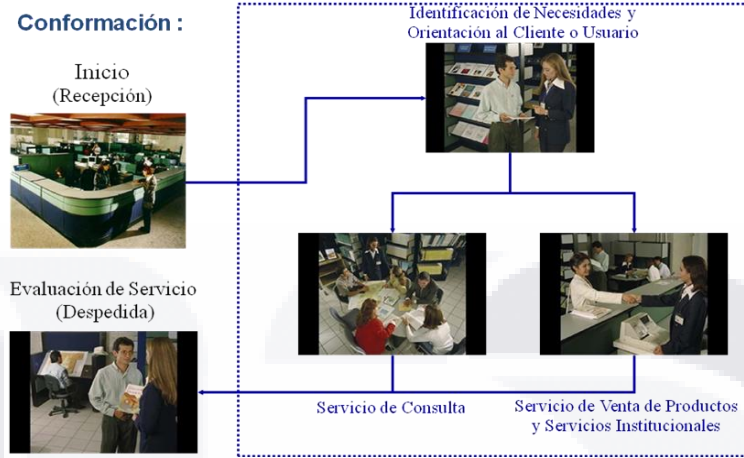 Conformación :
Identificación de Necesidades y
Orientación al Cliente o Usuario
Inicio
(Recepción)
Evaluación de Servicio
(Despedida)
Servicio de Consulta
Servicio de Venta de Productos
y Servicios Institucionales